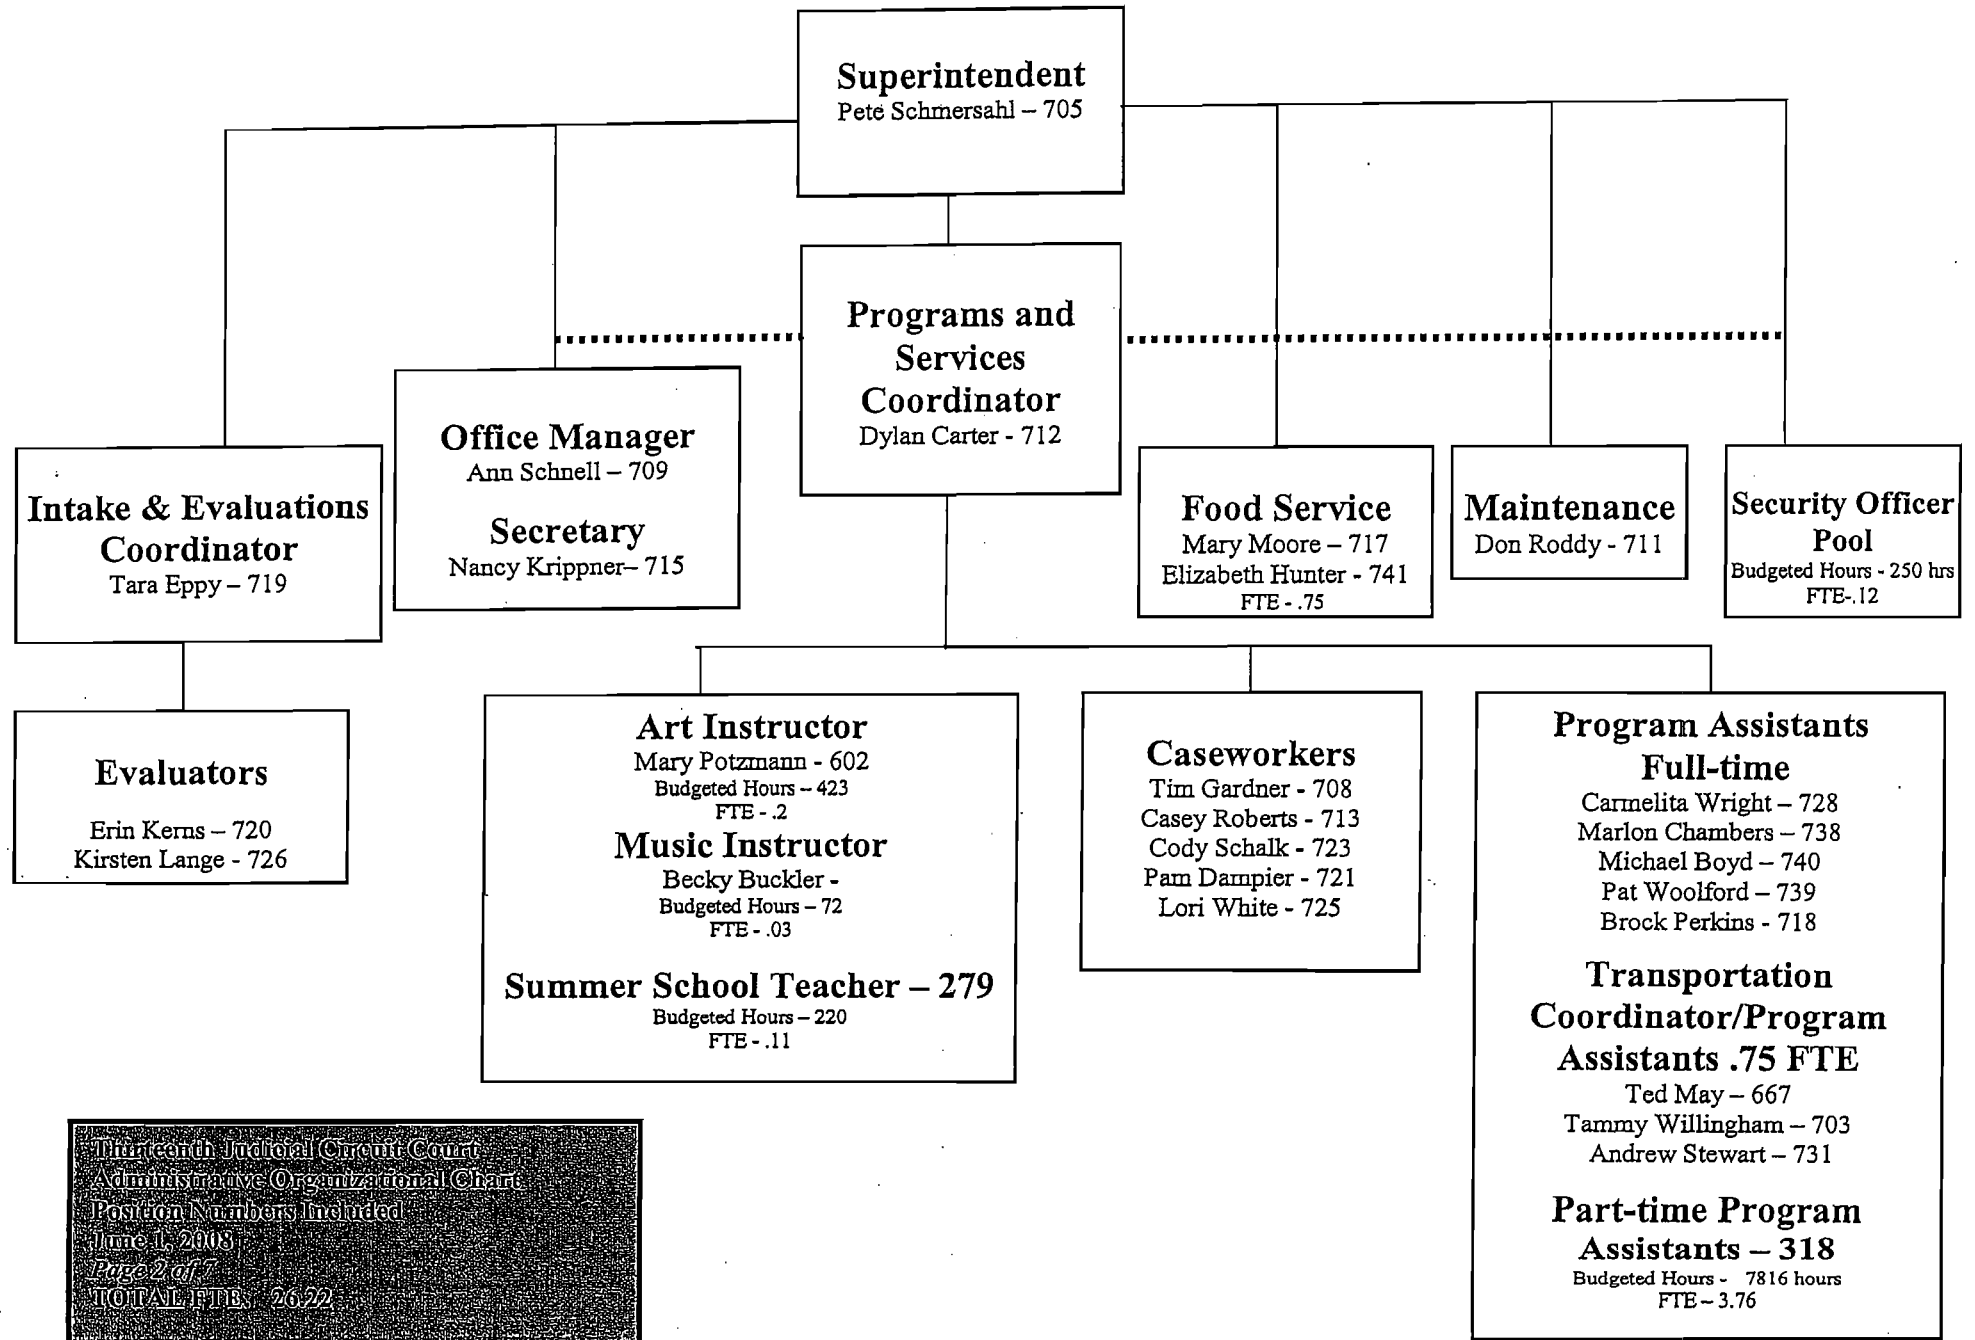 Superintendent
Pete Schmersahl – 705
Programs and
Services
Coordinator
Dylan Carter - 712
Intake & Evaluations
Coordinator
Tara Eppy – 719
Office Manager
Ann Schnell – 709
Secretary
Nancy Krippner– 715
Food Service
Mary Moore – 717
Elizabeth Hunter - 741
FTE - .75
Maintenance
Don Roddy - 711
Security Officer
Pool
Budgeted Hours - 250 hrs
FTE-.12
Evaluators
Erin Kerns – 720
Kirsten Lange - 726
Art Instructor
Mary Potzmann - 602
Budgeted Hours – 423
FTE - .2
Music Instructor
Becky Buckler -
Budgeted Hours – 72
FTE - .03
Summer School Teacher – 279
Budgeted Hours – 220
FTE - .11
Caseworkers
Tim Gardner - 708
Casey Roberts - 713
Cody Schalk - 723
Pam Dampier - 721
Lori White - 725
Program Assistants
Full-time
Carmelita Wright – 728
Marlon Chambers – 738
Michael Boyd – 740
Pat Woolford – 739
Brock Perkins - 718
Transportation
Coordinator/Program
Assistants .75 FTE
Ted May – 667
Tammy Willingham – 703
Andrew Stewart – 731
Part-time Program
Assistants – 318
Budgeted Hours - 7816 hours
FTE – 3.76
Thirteenth Judicial Circuit Court
Administrative Organizational Chart
Position Numbers Included
June 1, 2008
Page 2 of 7
TOTAL FTE. 26.22